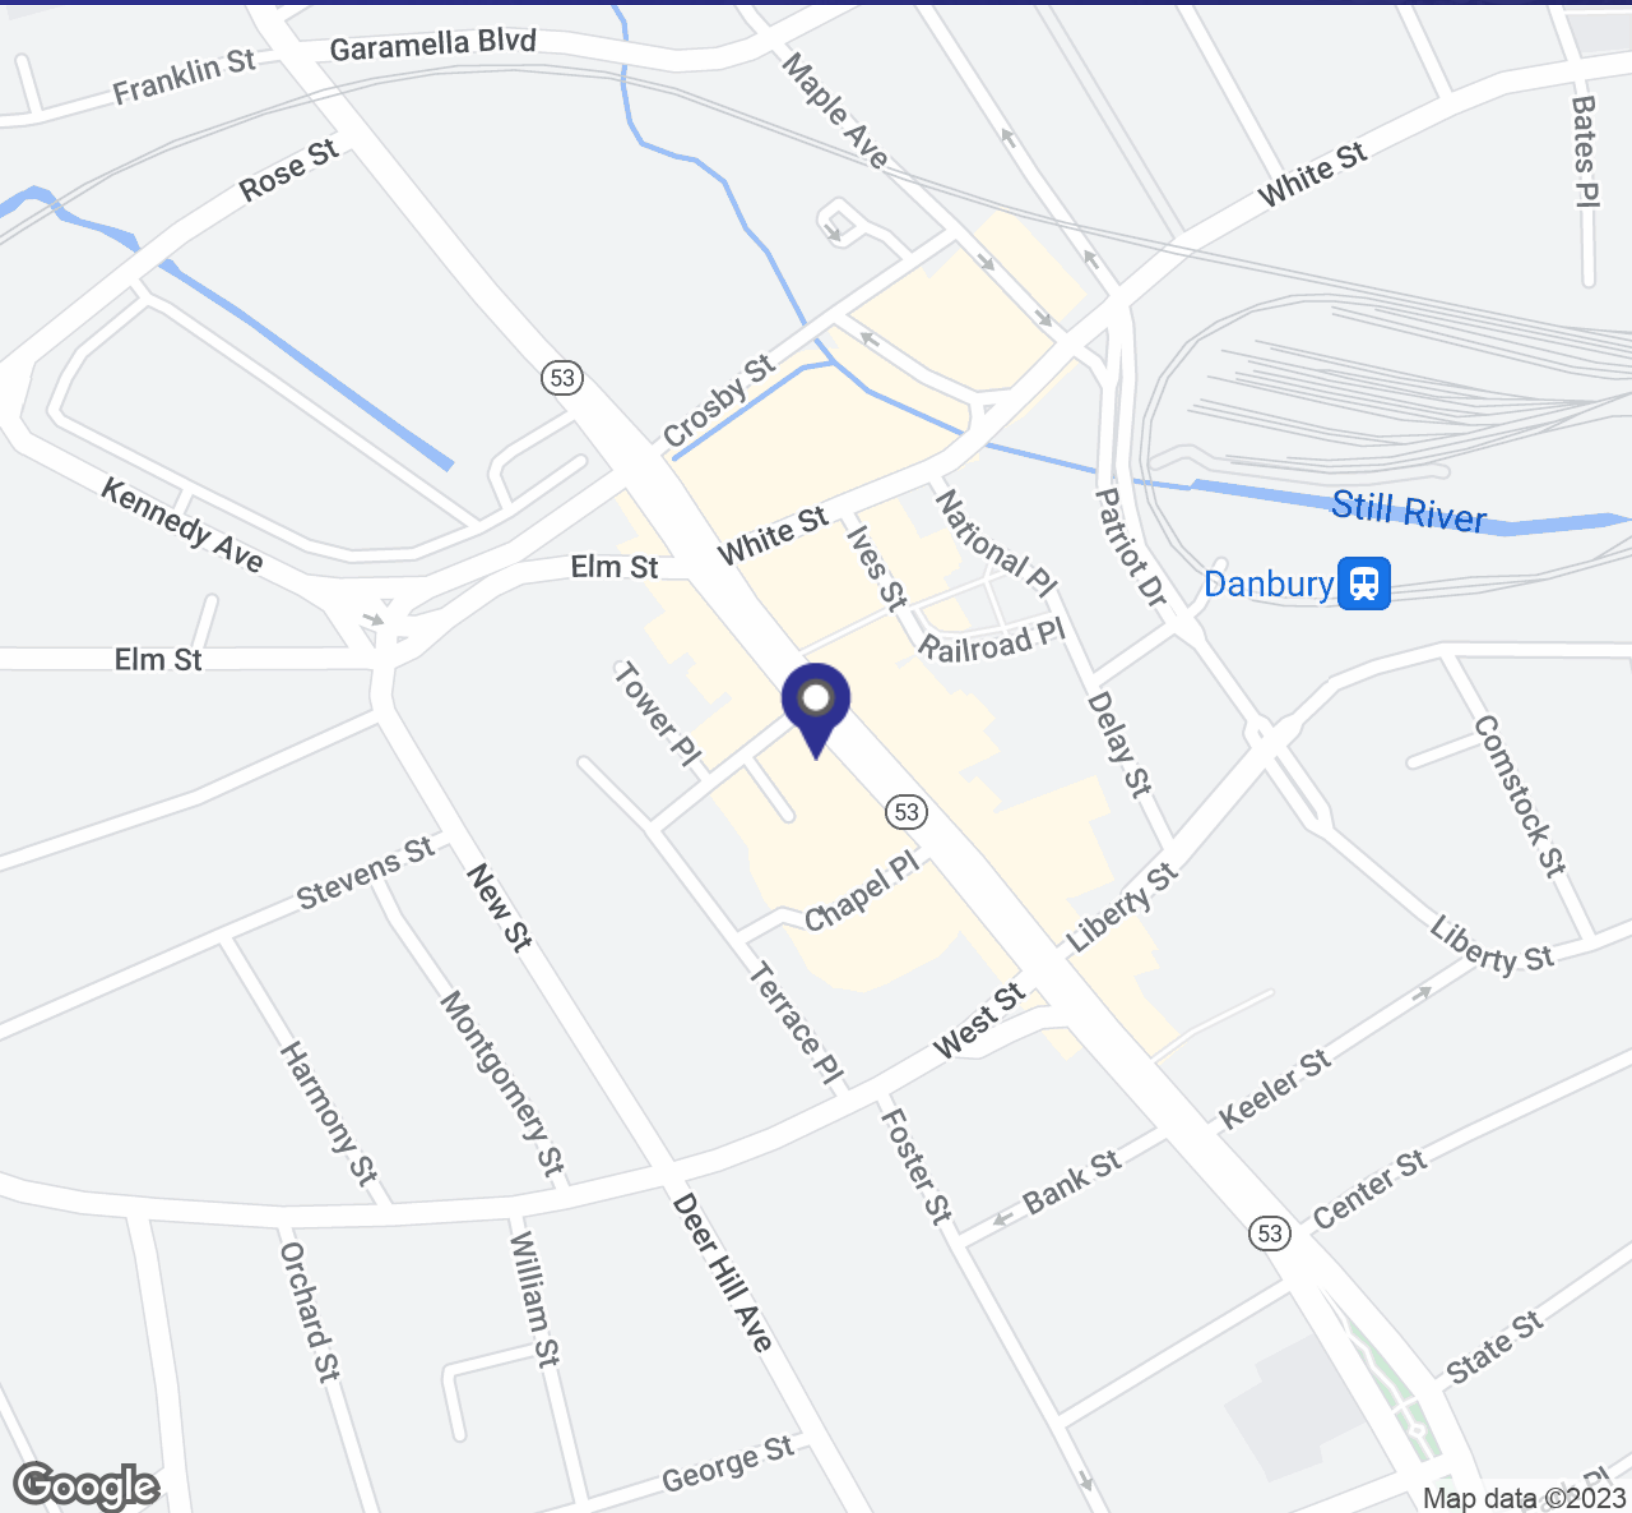 Garamella Blvd
Franklin St
Maple Ave
Bates Pl
Rose St
White St
53
Crosby St
Kennedy Ave
White St
National Pl
Patriot Dr
Still River
Ives St
Elm St
Danbury
Railroad Pl
Elm St
Tower Pl
Delay St
Comstock St
53
Stevens St
New St
Chapel Pl
Liberty St
Liberty St
Terrace Pl
West St
Montgomery St
Harmony St
Keeler St
Foster St
Bank St
Center St
53
Deer Hill Ave
Orchard St
William St
State St
George St
Pl
Google
Map data ©2023